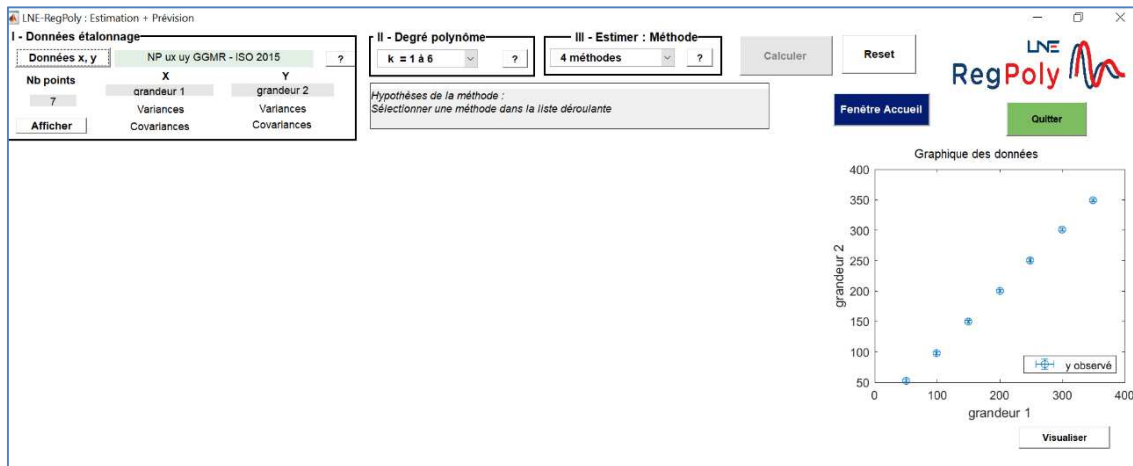 LNE-RegPoly : Estimation + Prévision
I - Données étalonnage
Données x, y
NP ux uy GGMR - ISO 2015
?
Nb points
X
Y
7
grandeur 1
grandeur 2
Variances
Variances
Afficher
Covariances
Covariances
II - Degré polynôme
k = 1 à 6
?
III - Estimer : Méthode
4 méthodes
?
Calculer
Reset
Hypothèses de la méthode :
Sélectionner une méthode dans la liste déroulante
Fenêtre Accueil
LNE
RegPoly
Quitter
Graphique des données
400
350
300
250
200
150
100
50
grandeur 2
y observé
0
100
200
300
400
grandeur 1
Visualiser